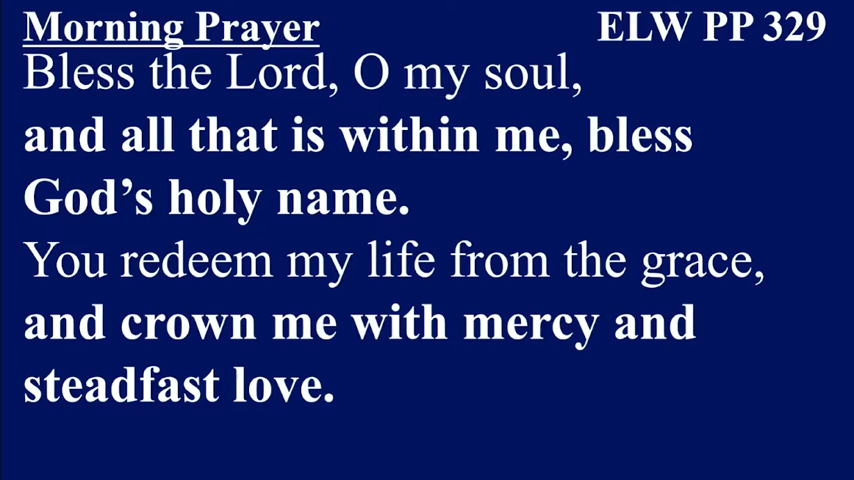 Morning Prayer ELW PP 329
Bless the Lord, O my soul,
and all that is within me, bless
God’s holy name.
You redeem my life from the grace,
and crown me with mercy and
steadfast love.